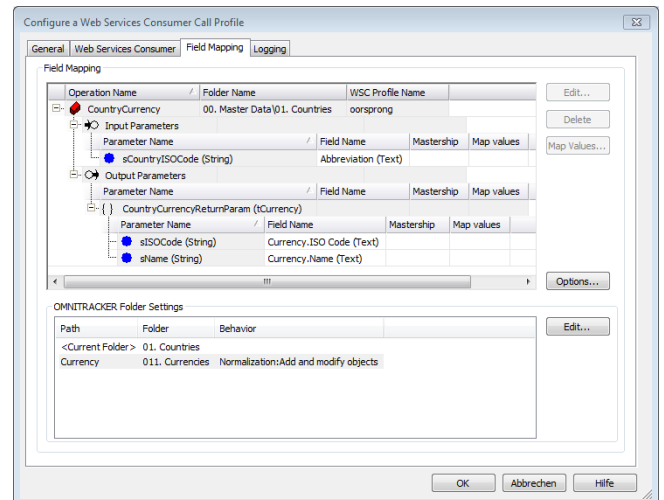 Configure a Web Services Consumer Call Profile
General Web Services Consumer Field Mapping Logging
Field Mapping
Operation Name Folder Name WSC Profile Name
CountryCurrency 00. Master Data\01. Countries oorsprong
Input Parameters
Parameter Name Field Name Mastership Map values
sCountryISOCode (String) Abbreviation (Text)
Output Parameters
Parameter Name Field Name Mastership Map values
{ } CountryCurrencyReturnParam (tCurrency)
Parameter Name Field Name Mastership Map values
sISOCode (String) Currency.ISO Code (Text)
sName (String) Currency.Name (Text)
Edit...
Delete
Map Values...
Options...
OMNITRACKER Folder Settings
Path Folder Behavior
<Current Folder> 01. Countries
Currency 011. Currencies Normalization:Add and modify objects
Edit...
OK Abbrechen Hilfe